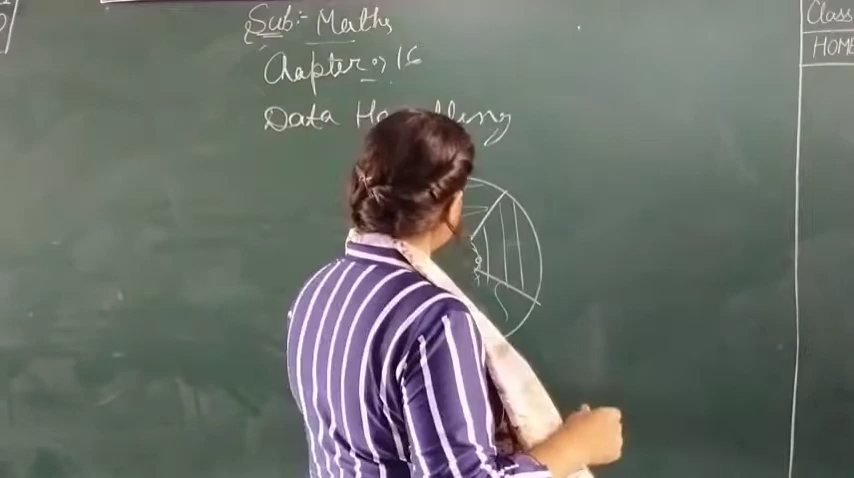 Sub:- Maths
Class
HOME
Chapter 16
Data